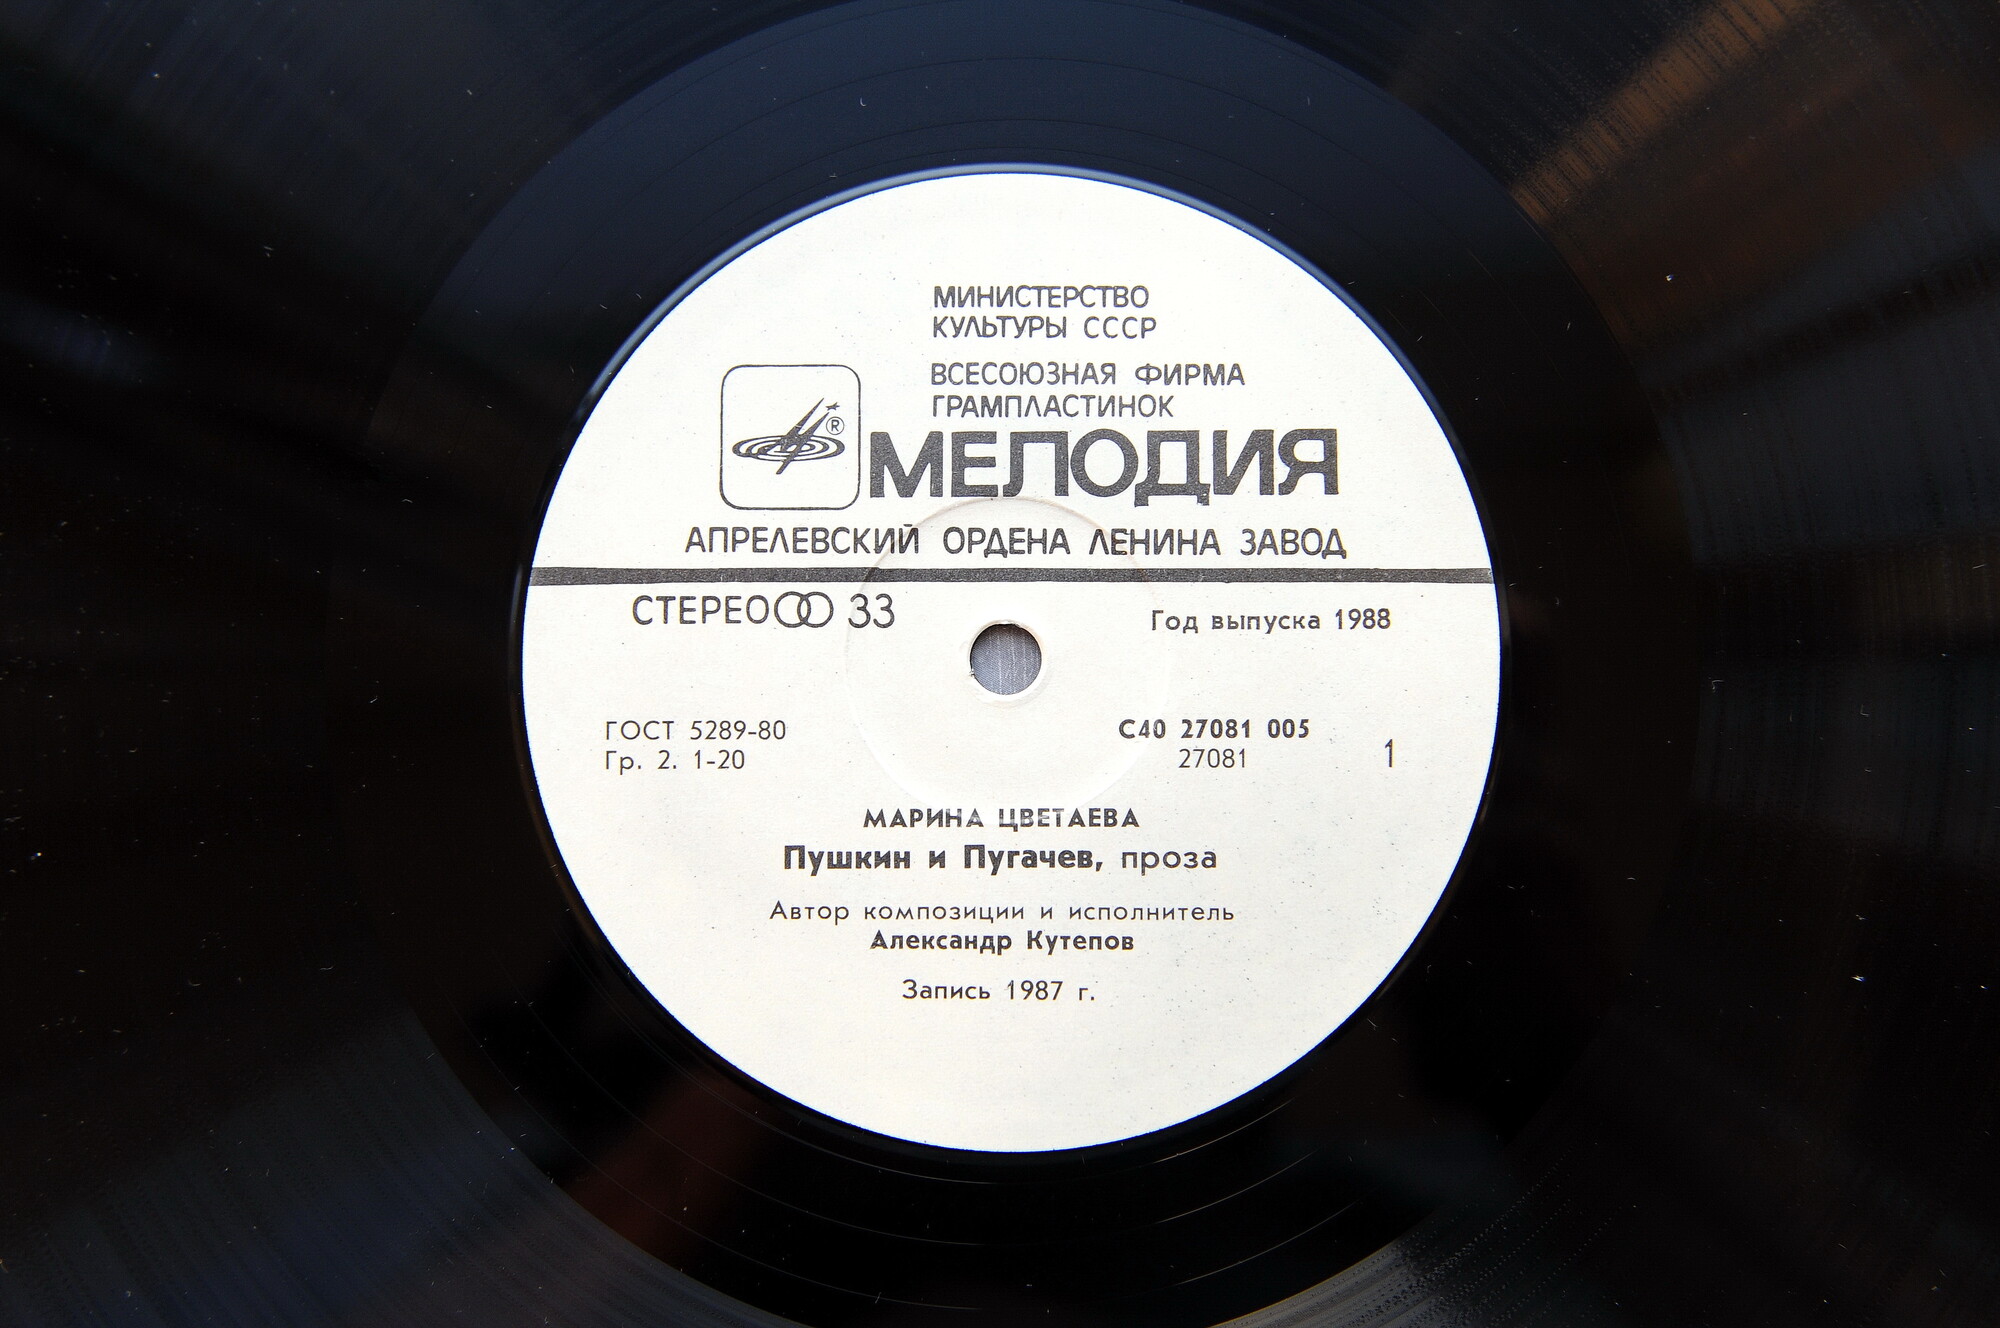 МИНИСТЕРСТВО
КУЛЬТУРЫ СССР
ВСЕСОЮЗНАЯ ФИРМА
ГРАМПЛАСТИНОК
®
МЕЛОДИЯ
АПРЕЛЕВСКИЙ ОРДЕНА ЛЕНИНА ЗАВОД
СТЕРЕО 33
Год выпуска 1988
ГОСТ 5289-80
Гр. 2. 1-20
С40 27081 005
27081
1
МАРИНА ЦВЕТАЕВА
Пушкин и Пугачев, проза
Автор композиции и исполнитель
Александр Кутепов
Запись 1987 г.